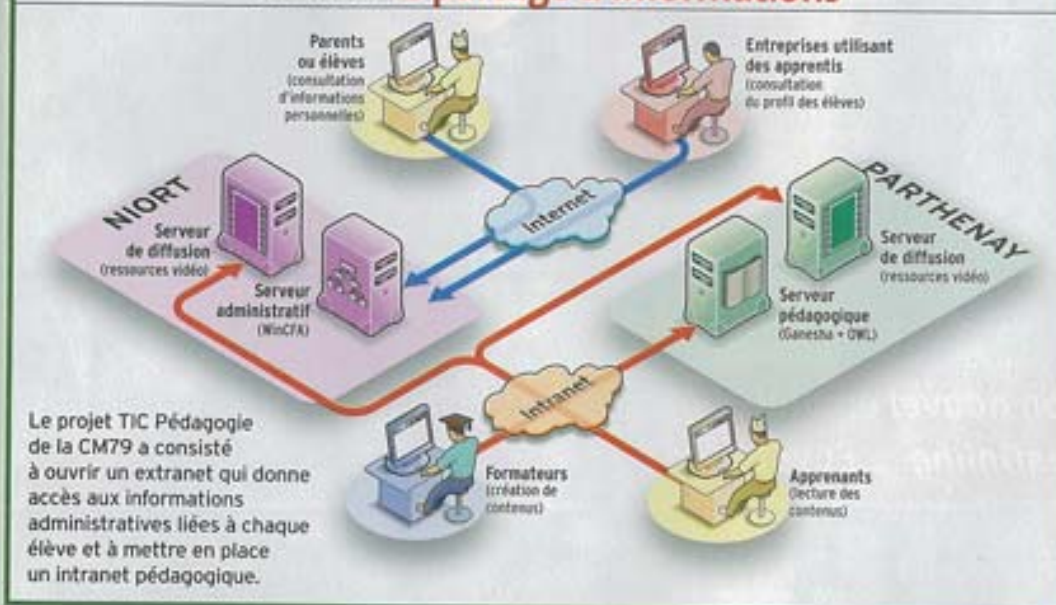 informations
Parents
ou élèves
(consultation
d'informations
personnelles)
Entreprises utilisant
des apprentis
(consultation
du profil des élèves)
NIORT
Serveur
de diffusion
(ressources vidéo)
Serveur
administratif
(WinCFA)
Internet
PARTHENAY
Serveur
de diffusion
(ressources vidéo)
Serveur
pédagogique
(Ganesha + OWL)
Intranet
Formateurs
(création de
contenus)
Apprenants
(lecture des
contenus)
Le projet TIC Pédagogie
de la CM79 a consisté
à ouvrir un extranet qui donne
accès aux informations
administratives liées à chaque
élève et à mettre en place
un intranet pédagogique.